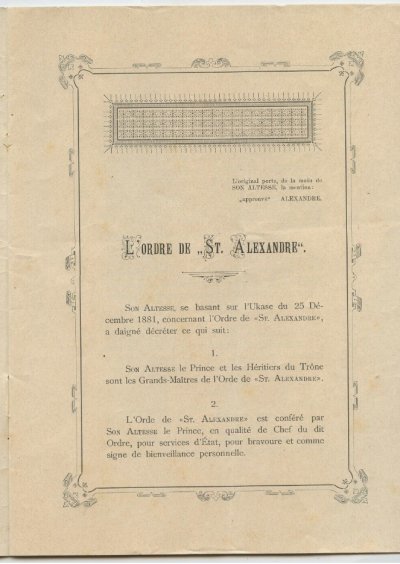 L'original porte, de la main de
SON ALTESSE, la mention:
„approuvé“ ALEXANDRE.
L'ORDRE DE „ST. ALEXANDRE“.
SON ALTESSE, se basant sur l'Ukase du 25 Dé-
cembre 1881, concernant l'Ordre de «ST. ALEXANDRE»,
a daigné décréter ce qui suit:
1.
SON ALTESSE le Prince et les Héritiers du Trône
sont les Grands-Maîtres de l'Orde de «ST. ALEXANDRE».
2.
L'Orde de «ST. ALEXANDRE» est conféré par
SON ALTESSE le Prince, en qualité de Chef du dit
Ordre, pour services d'État, pour bravoure et comme
signe de bienveillance personnelle.